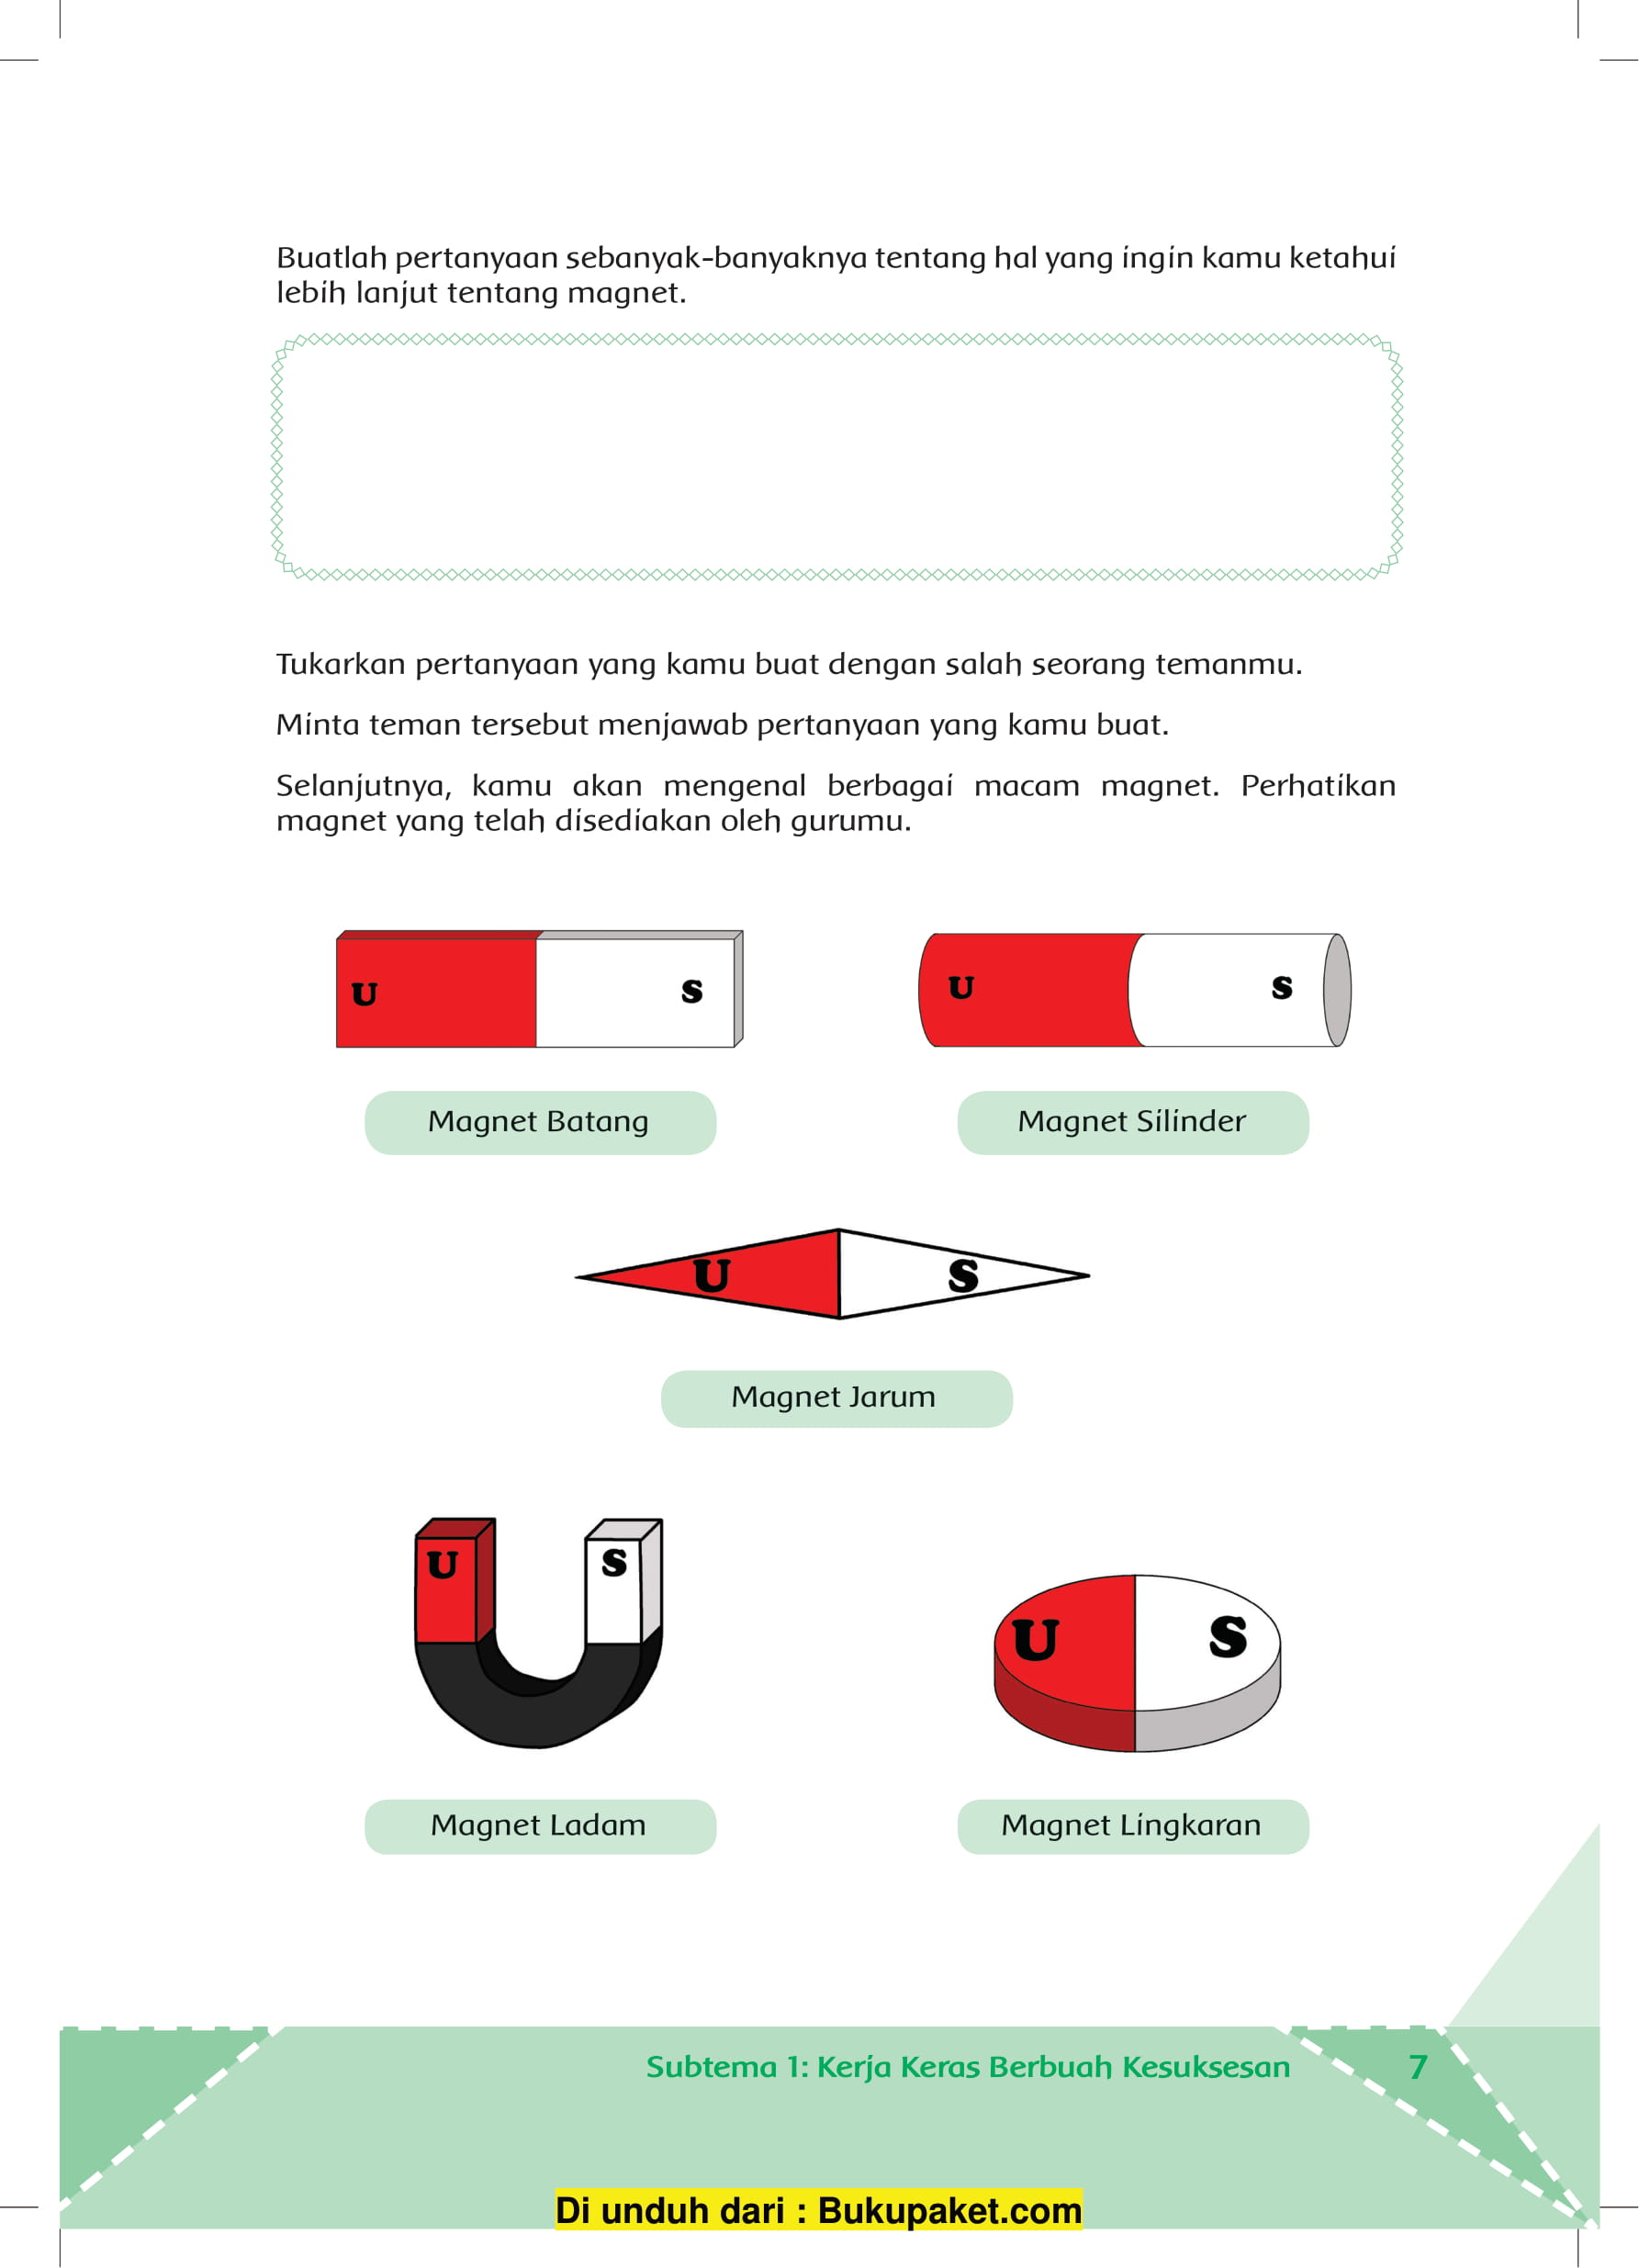 Buatlah pertanyaan sebanyak-banyaknya tentang hal yang ingin kamu ketahui
lebih lanjut tentang magnet.
Tukarkan pertanyaan yang kamu buat dengan salah seorang temanmu.
Minta teman tersebut menjawab pertanyaan yang kamu buat.
Selanjutnya, kamu akan mengenal berbagai macam magnet. Perhatikan
magnet yang telah disediakan oleh gurumu.
U S
U S
Magnet Batang
Magnet Silinder
U S
Magnet Jarum
U S
U S
Magnet Ladam
Magnet Lingkaran
Subtema 1: Kerja Keras Berbuah Kesuksesan 7
Di unduh dari : Bukupaket.com